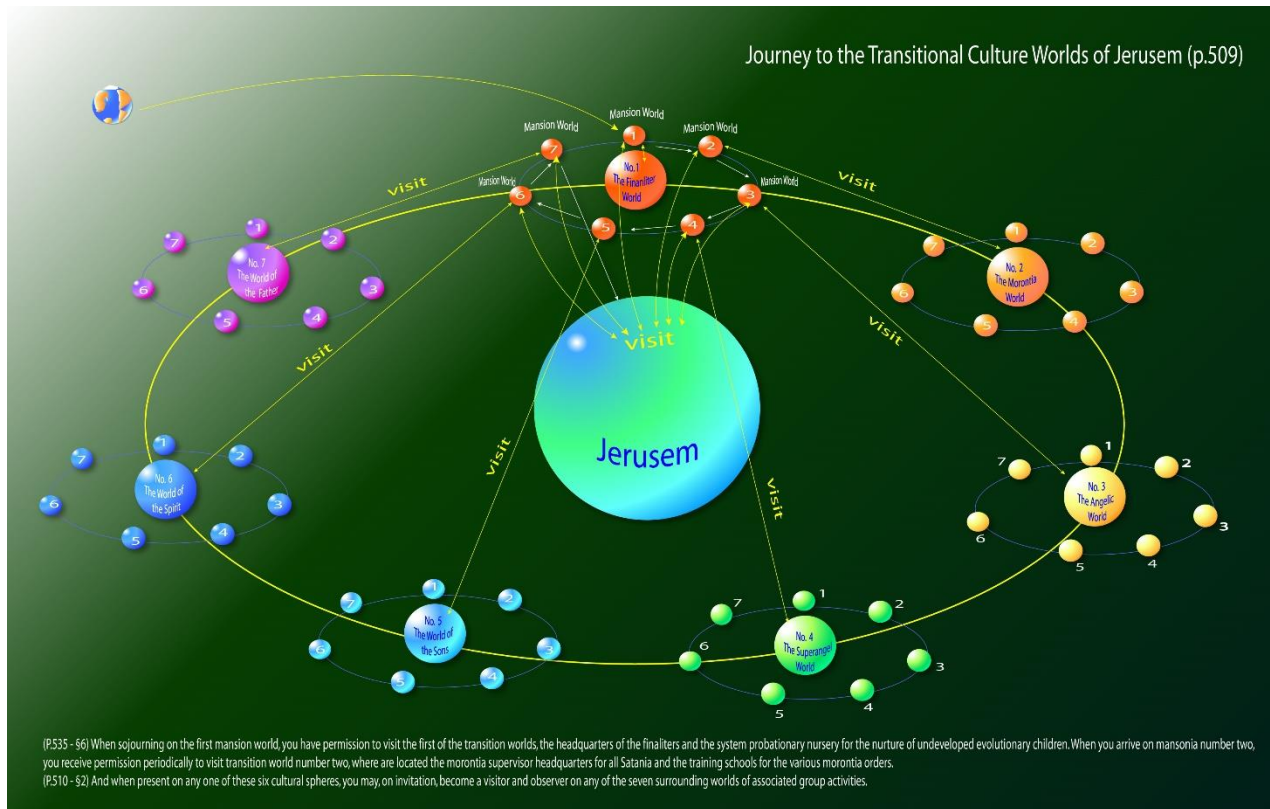 Journey to the Transitional Culture Worlds of Jerusem (p.509)
Mansion World
1
Mansion World
7
Mansion World
2
Mansion World
6
Mansion World
3
5
4
No.1
The Finanliter
World
visit
visit
1
2
3
4
5
6
7
No. 7
The World of
the Father
1
2
3
4
5
6
7
No. 2
The Morontia
World
visit
visit
visit
Jerusem
visit
visit
1
2
3
4
5
6
7
No. 6
The World of
the Spirit
1
2
3
4
5
6
7
No. 3
The Angelic
World
1
2
3
4
5
6
7
No. 5
The World of
the Sons
1
2
3
4
5
6
7
No. 4
The Superangel
World
(P.535 - §6) When sojourning on the first mansion world, you have permission to visit the first of the transition worlds, the headquarters of the finaliters and the system probationary nursery for the nurture of undeveloped evolutionary children. When you arrive on mansonia number two,
you receive permission periodically to visit transition world number two, where are located the morontia supervisor headquarters for all Satania and the training schools for the various morontia orders.
(P.510 - §2) And when present on any one of these six cultural spheres, you may, on invitation, become a visitor and observer on any of the seven surrounding worlds of associated group activities.